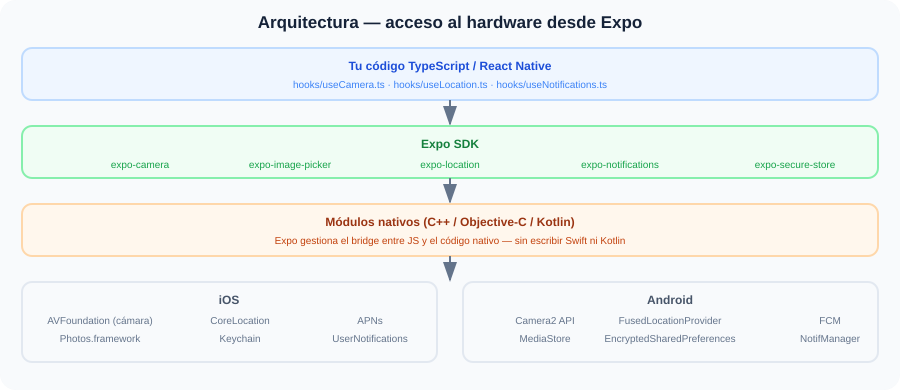 Arquitectura — acceso al hardware desde Expo
Tu código TypeScript / React Native
hooks/useCamera.ts · hooks/useLocation.ts · hooks/useNotifications.ts
Expo SDK
expo-camera expo-image-picker expo-location expo-notifications expo-secure-store
Módulos nativos (C++ / Objective-C / Kotlin)
Expo gestiona el bridge entre JS y el código nativo — sin escribir Swift ni Kotlin
iOS
AVFoundation (cámara) CoreLocation APNs
Photos.framework Keychain UserNotifications
Android
Camera2 API FusedLocationProvider FCM
MediaStore EncryptedSharedPreferences NotifManager